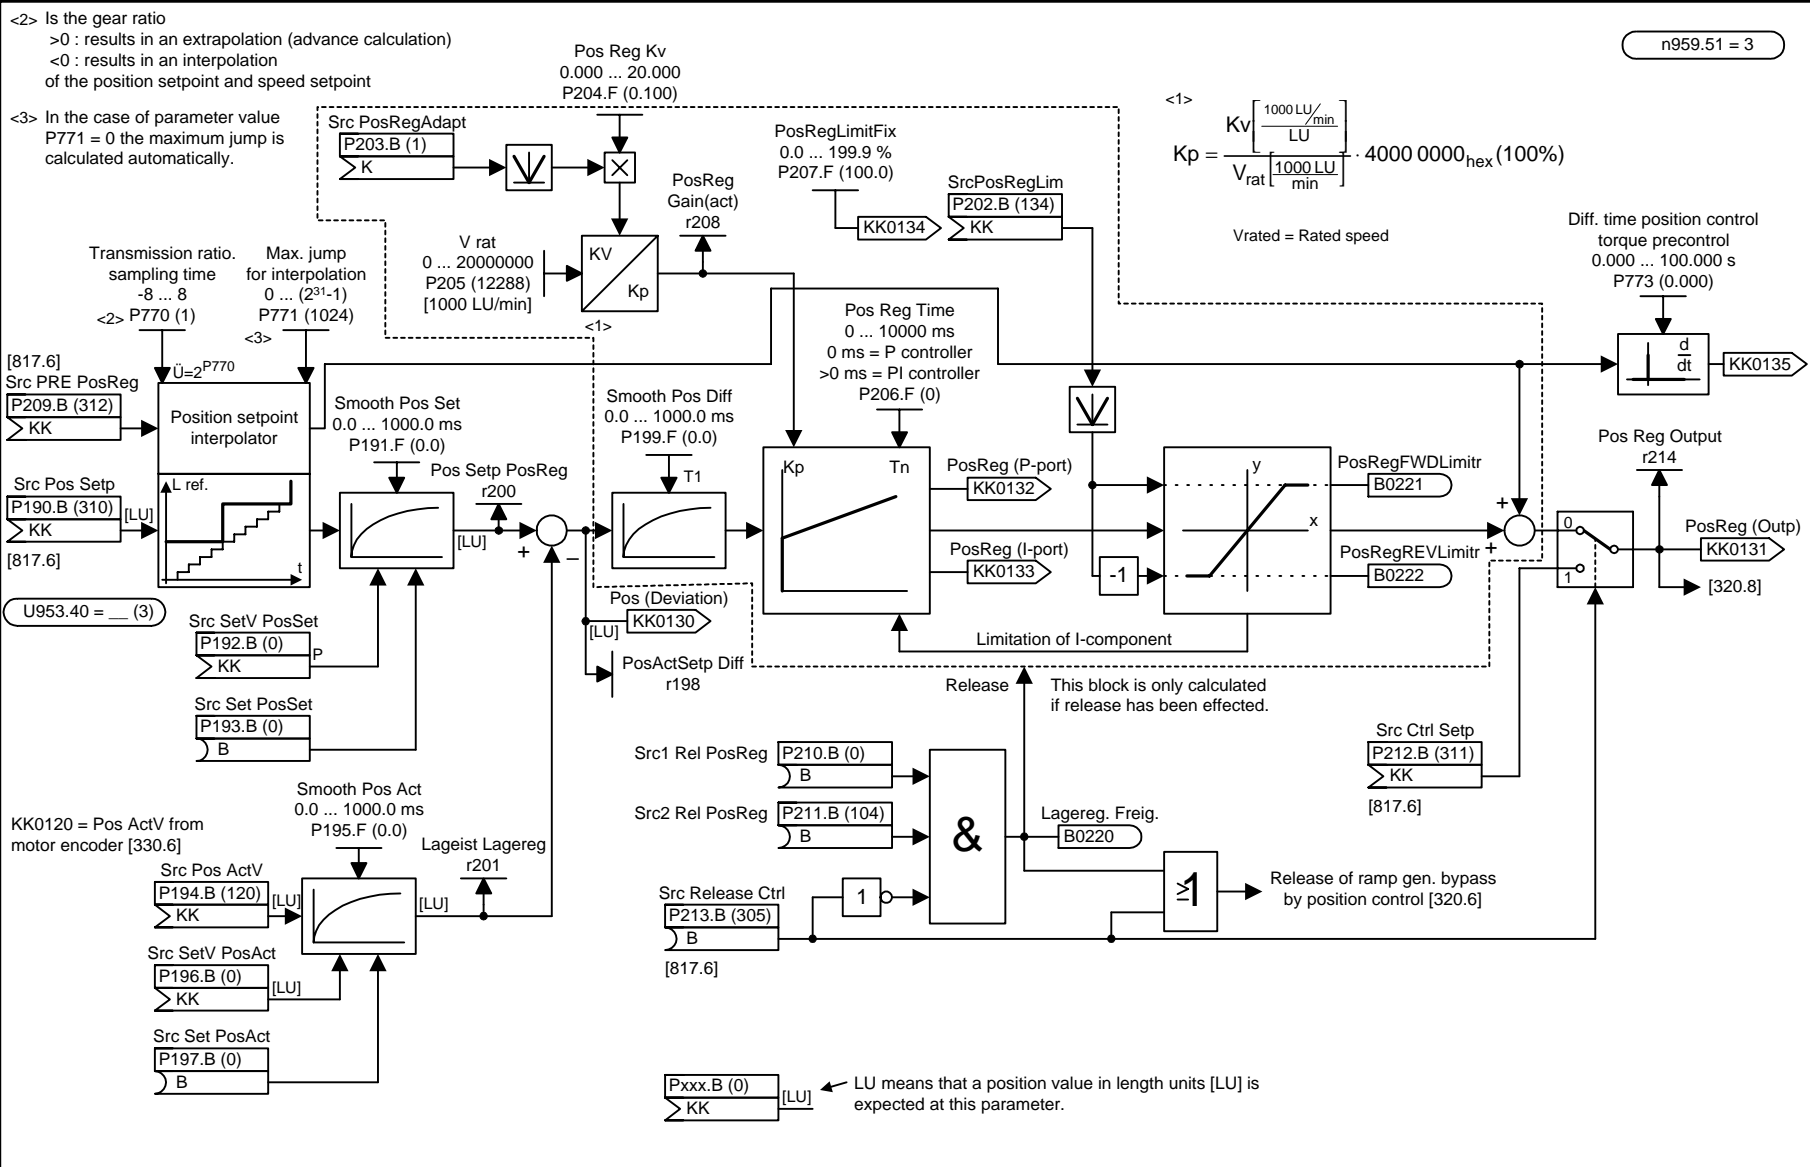 <2> Is the gear ratio
>0 : results in an extrapolation (advance calculation)
<0 : results in an interpolation
of the position setpoint and speed setpoint
<3> In the case of parameter value
P771 = 0 the maximum jump is
calculated automatically.
n959.51 = 3
Pos Reg Kv
0.000 ... 20.000
P204.F (0.100)
Src PosRegAdapt
P203.B (1)
K
PosReg
Gain(act)
r208
PosRegLimitFix
0.0 ... 199.9 %
P207.F (100.0)
KK0134
SrcPosRegLim
P202.B (134)
KK
<1>
Kp = Kv[1000 LU/min / LU] / Vrat[1000 LU / min] · 4000 0000hex (100%)
Vrated = Rated speed
Diff. time position control
torque precontrol
0.000 ... 100.000 s
P773 (0.000)
d
dt
KK0135
V rat
0 ... 20000000
P205 (12288)
[1000 LU/min]
KV
Kp
<1>
Transmission ratio.
sampling time
-8 ... 8
<2> P770 (1)
Max. jump
for interpolation
0 ... (2³¹-1)
P771 (1024)
<3>
Ü=2^P770
[817.6]
Src PRE PosReg
P209.B (312)
KK
Position setpoint
interpolator
Src Pos Setp
P190.B (310)
KK
[LU]
[817.6]
L ref.
t
U953.40 = __ (3)
Smooth Pos Set
0.0 ... 1000.0 ms
P191.F (0.0)
Pos Setp PosReg
r200
[LU]
+
−
Smooth Pos Diff
0.0 ... 1000.0 ms
P199.F (0.0)
T1
Pos Reg Time
0 ... 10000 ms
0 ms = P controller
>0 ms = PI controller
P206.F (0)
Kp
Tn
PosReg (P-port)
KK0132
PosReg (I-port)
KK0133
-1
y
x
PosRegFWDLimitr
B0221
PosRegREVLimitr
B0222
+
+
0
1
Pos Reg Output
r214
PosReg (Outp)
KK0131
[320.8]
Pos (Deviation)
KK0130
[LU]
PosActSetp Diff
r198
Limitation of I-component
Release
This block is only calculated
if release has been effected.
Src SetV PosSet
P192.B (0)
KK
P
Src Set PosSet
P193.B (0)
B
Src1 Rel PosReg
P210.B (0)
B
Src2 Rel PosReg
P211.B (104)
B
&
Lagereg. Freig.
B0220
Src Ctrl Setp
P212.B (311)
KK
[817.6]
Src Release Ctrl
P213.B (305)
B
[817.6]
1
≥1
Release of ramp gen. bypass
by position control [320.6]
KK0120 = Pos ActV from
motor encoder [330.6]
Smooth Pos Act
0.0 ... 1000.0 ms
P195.F (0.0)
Lageist Lagereg
r201
[LU]
Src Pos ActV
P194.B (120)
KK
[LU]
Src SetV PosAct
P196.B (0)
KK
[LU]
Src Set PosAct
P197.B (0)
B
Pxxx.B (0)
KK
[LU]
LU means that a position value in length units [LU] is
expected at this parameter.